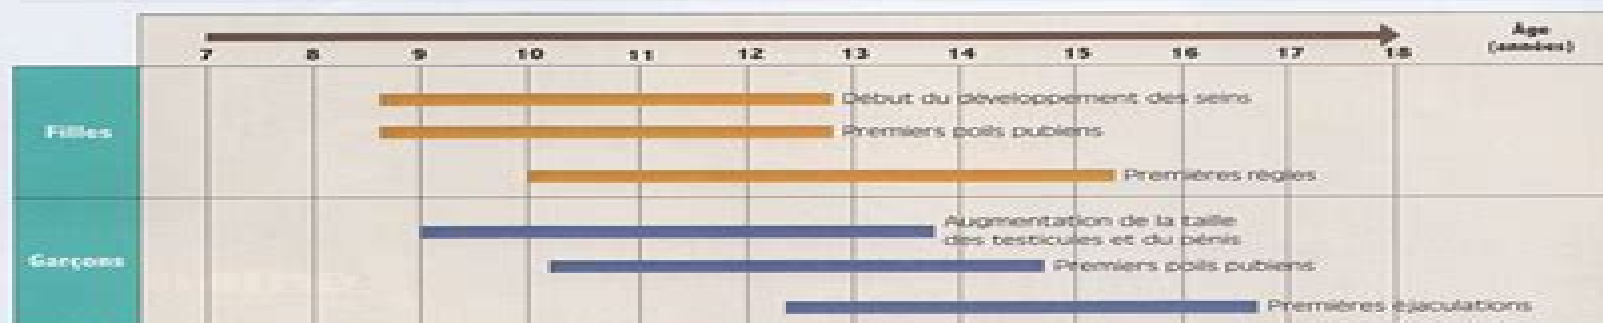 7 8 9 10 11 12 13 14 15 16 17 18 Âge
(années)
Filles
Début du développement des seins
Premiers poils pubiens
Premières règles
Garçons
Augmentation de la taille
des testicules et du pénis
Premiers poils pubiens
Premières éjaculations